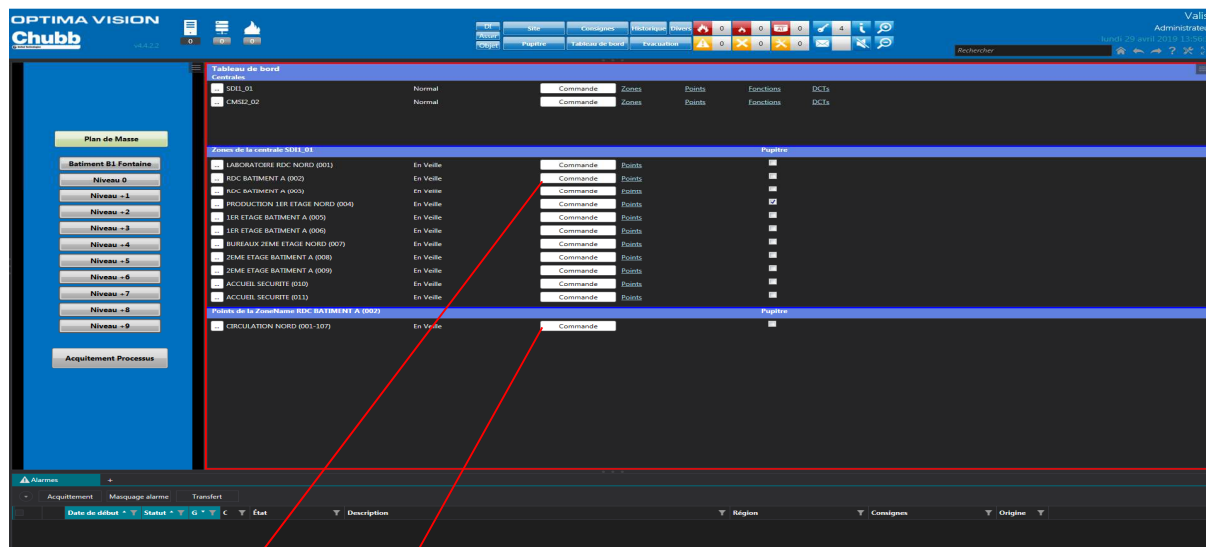 OPTIMA VISION
Chubb
v4.4.2.2
0 0 0
DI Site Consignes Historique Divers 0 0 AT 0 4
Objet Pupitre Tableau de bord Evacuation 0 0 0
Valis
Administrateu
lundi 29 avril 2019 13:56:
Rechercher
Plan de Masse
Batiment B1 Fontaine
Niveau 0
Niveau +1
Niveau +2
Niveau +3
Niveau +4
Niveau +5
Niveau +6
Niveau +7
Niveau +8
Niveau +9
Acquitement Processus
Tableau de bord
Centrales
... SDI1_01 Normal Commande Zones Points Fonctions DCTs
... CMSI2_02 Normal Commande Zones Points Fonctions DCTs
Zones de la centrale SDI1_01 Pupitre
... LABORATOIRE RDC NORD (001) En Veille Commande Points
... RDC BATIMENT A (002) En Veille Commande Points
... RDC BATIMENT A (003) En Veille Commande Points
... PRODUCTION 1ER ETAGE NORD (004) En Veille Commande Points
... 1ER ETAGE BATIMENT A (005) En Veille Commande Points
... 1ER ETAGE BATIMENT A (006) En Veille Commande Points
... BUREAUX 2EME ETAGE NORD (007) En Veille Commande Points
... 2EME ETAGE BATIMENT A (008) En Veille Commande Points
... 2EME ETAGE BATIMENT A (009) En Veille Commande Points
... ACCUEIL SECURITE (010) En Veille Commande Points
... ACCUEIL SECURITE (011) En Veille Commande Points
Points de la ZoneName RDC BATIMENT A (002) Pupitre
... CIRCULATION NORD (001-107) En Veille Commande
Alarmes +
Acquittement Masquage alarme Transfert
Date de début Statut G C État Description Région Consignes Origine